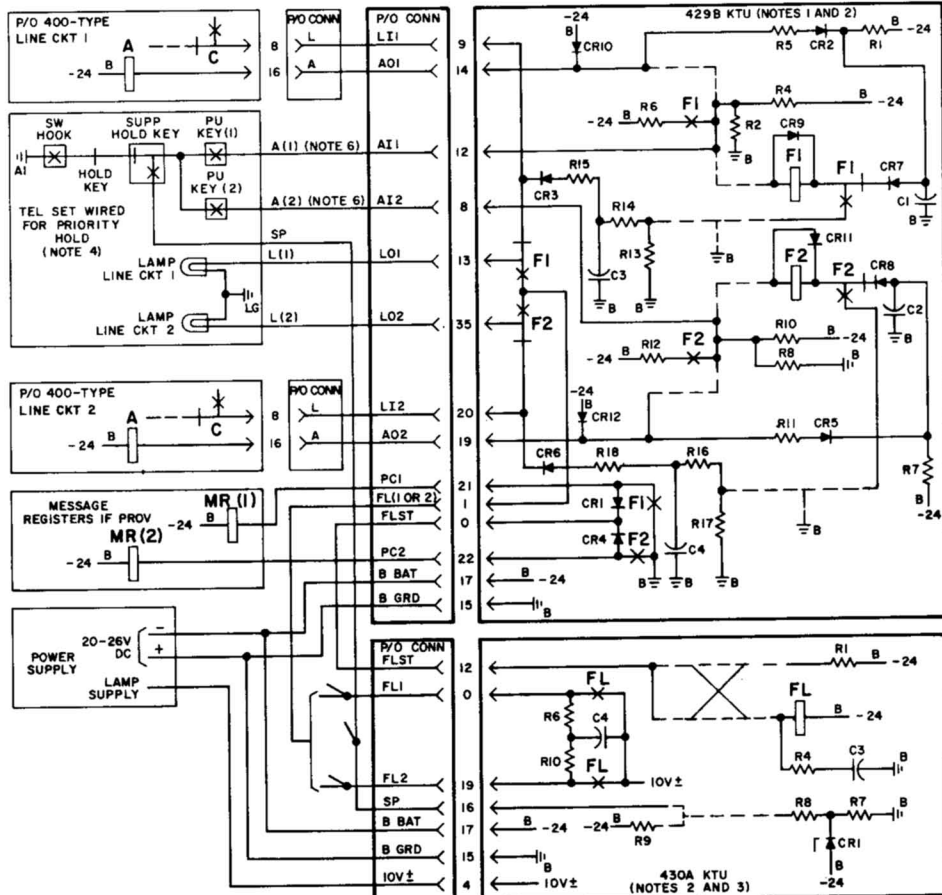 P/O 400-TYPE
LINE CKT 1
A
C
-24 B
8
16
P/O CONN
L
A
P/O CONN
LI1
AO1
9
14
429B KTU (NOTES 1 AND 2)
-24
B
CR10
R5
CR2
R1
B
-24
R4
B
-24
R6
-24 B
F1
R2
B
CR9
F1
F1
CR7
C1
B
SW
HOOK
SUPP
HOLD KEY
PU
KEY(1)
A1
HOLD
KEY
PU
KEY (2)
A(1) (NOTE 6)
AI1
12
A(2) (NOTE 6)
AI2
8
TEL SET WIRED
FOR PRIORITY
HOLD
(NOTE 4)
SP
LAMP
LINE CKT 1
L(1)
LO1
13
LG
LAMP
LINE CKT 2
L(2)
LO2
35
CR3
R15
R14
R13
C3
B
B
B
F1
F2
CR11
F2
F2
CR8
C2
B
R12
-24 B
F2
R10
B
-24
R8
B
P/O 400-TYPE
LINE CKT 2
A
C
-24 B
8
16
P/O CONN
L
A
LI2
AO2
20
19
-24
B
CR12
R11
CR5
R7
B
-24
CR6
R18
R16
R17
B
C4
B
B
MESSAGE
REGISTERS IF PROV
MR(1)
-24 B
MR(2)
-24 B
PC1
FL(1 OR 2)
FLST
PC2
B BAT
B GRD
21
1
0
22
17
15
CR1
F1
CR4
F2
B
B
-24
B
POWER
SUPPLY
20-26V
DC
-
+
LAMP
SUPPLY
P/O CONN
FLST
FL1
FL2
SP
B BAT
B GRD
10V±
12
0
19
16
17
15
4
R1
B
-24
FL
R6
C4
R10
FL
10V±
FL
B
-24
R4
C3
B
B
-24
-24 B
R9
R8
R7
B
CR1
B
-24
B
10V±
430A KTU
(NOTES 2 AND 3)